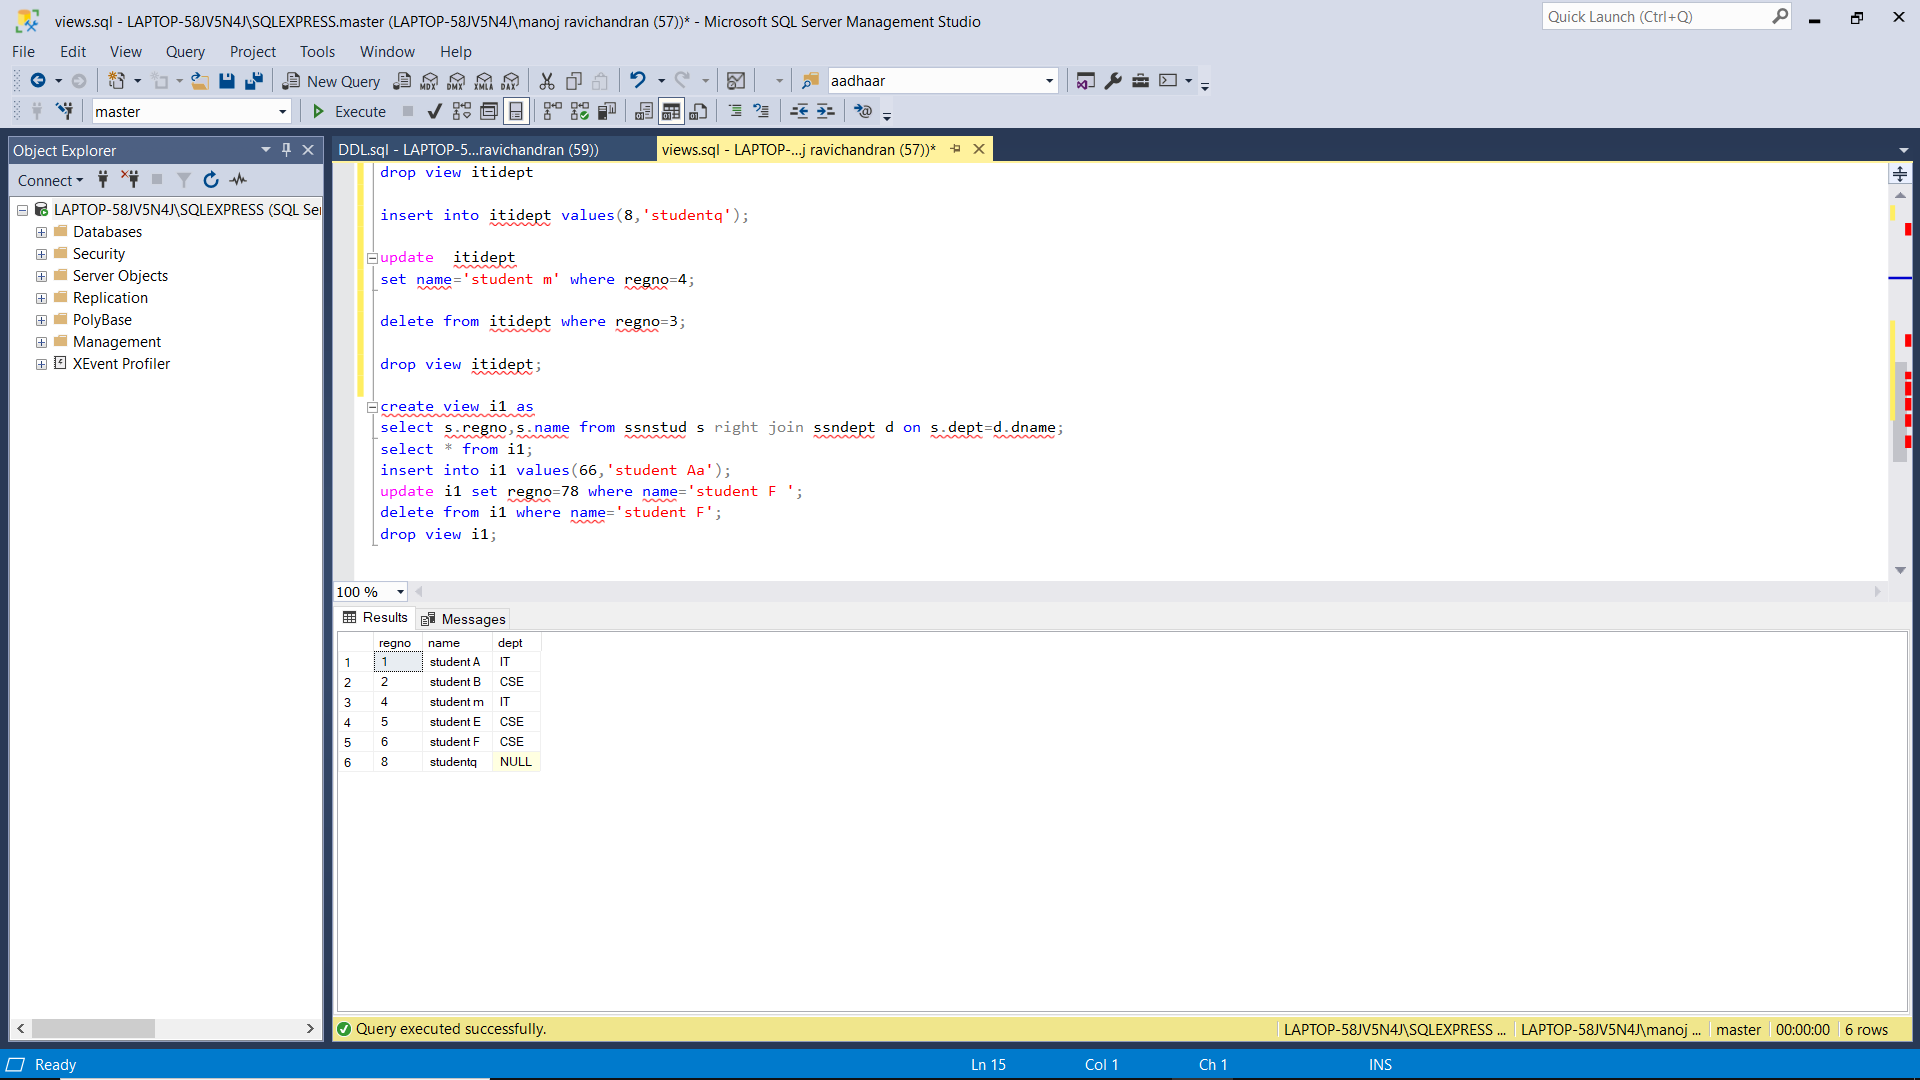 views.sql - LAPTOP-58JV5N4J\SQLEXPRESS.master (LAPTOP-58JV5N4J\manoj ravichandran (57))* - Microsoft SQL Server Management Studio
Quick Launch (Ctrl+Q)
File Edit View Query Project Tools Window Help
New Query MDX DMX XMLA DAX aadhaar
master Execute
Object Explorer
DDL.sql - LAPTOP-5...ravichandran (59))
views.sql - LAPTOP-...j ravichandran (57))*
Connect
LAPTOP-58JV5N4J\SQLEXPRESS (SQL Se
Databases
Security
Server Objects
Replication
PolyBase
Management
XEvent Profiler
drop view itidept
insert into itidept values(8,'studentq');
update  itidept
set name='student m' where regno=4;
delete from itidept where regno=3;
drop view itidept;
create view i1 as
select s.regno,s.name from ssnstud s right join ssndept d on s.dept=d.dname;
select * from i1;
insert into i1 values(66,'student Aa');
update i1 set regno=78 where name='student F ';
delete from i1 where name='student F';
drop view i1;
100 %
Results Messages
regno name dept
1 1 student A IT
2 2 student B CSE
3 4 student m IT
4 5 student E CSE
5 6 student F CSE
6 8 studentq NULL
Query executed successfully.
LAPTOP-58JV5N4J\SQLEXPRESS ... LAPTOP-58JV5N4J\manoj ... master 00:00:00 6 rows
Ready Ln 15 Col 1 Ch 1 INS